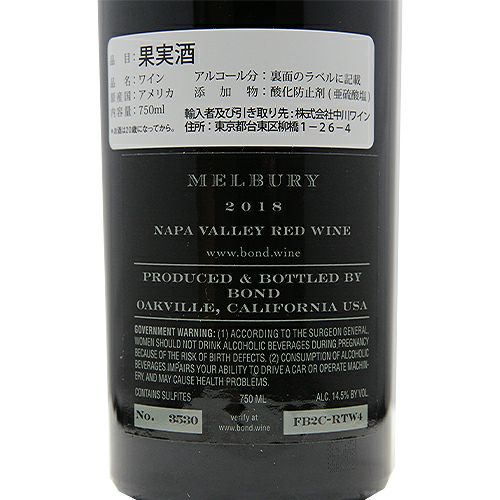 品　目：果実酒
品　名：ワイン　アルコール分：裏面のラベルに記載
原産国：アメリカ　添　加　物：酸化防止剤(亜硫酸塩)
内容量：750ml　輸入者及び引き取り先：株式会社中川ワイン
※お酒は20歳になってから。　住所：東京都台東区柳橋1-26-4
MELBURY
2018
NAPA VALLEY RED WINE
www.bond.wine
PRODUCED & BOTTLED BY
BOND
OAKVILLE, CALIFORNIA USA
GOVERNMENT WARNING: (1) ACCORDING TO THE SURGEON GENERAL,
WOMEN SHOULD NOT DRINK ALCOHOLIC BEVERAGES DURING PREGNANCY
BECAUSE OF THE RISK OF BIRTH DEFECTS. (2) CONSUMPTION OF ALCOHOLIC
BEVERAGES IMPAIRS YOUR ABILITY TO DRIVE A CAR OR OPERATE MACHIN-
ERY, AND MAY CAUSE HEALTH PROBLEMS.
CONTAINS SULFITES 750 ML ALC. 14.5% BY VOL.
No. 3530 verify at FB2C-RTW4
www.bond.wine